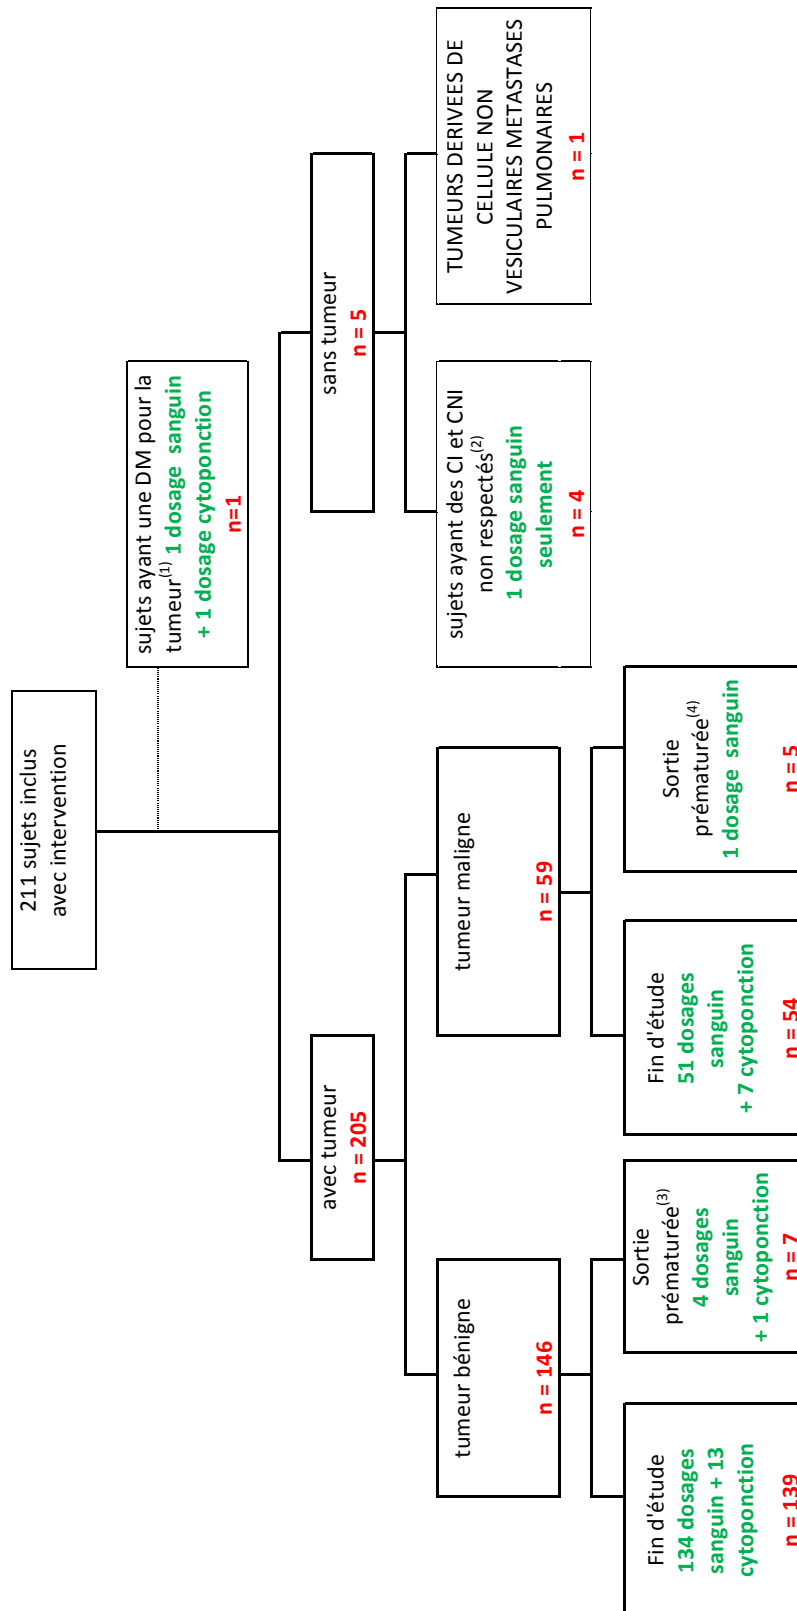 211 sujets inclus
avec intervention
sujets ayant une DM pour la
tumeur(1) 1 dosage sanguin
+ 1 dosage cytoponction
n=1
avec tumeur
n = 205
sans tumeur
n = 5
tumeur bénigne
n = 146
tumeur maligne
n = 59
sujets ayant des CI et CNI
non respectés(2)
1 dosage sanguin
seulement
n = 4
TUMEURS DERIVEES DE
CELLULE NON
VESICULAIRES METASTASES
PULMONAIRES
n = 1
Fin d'étude
134 dosages
sanguin + 13
cytoponction
n = 139
Sortie
prématurée(3)
4 dosages
sanguin
+ 1 cytoponction
n = 7
Fin d'étude
51 dosages
sanguin
+ 7 cytoponction
n = 54
Sortie
prématurée(4)
1 dosage sanguin
n = 5